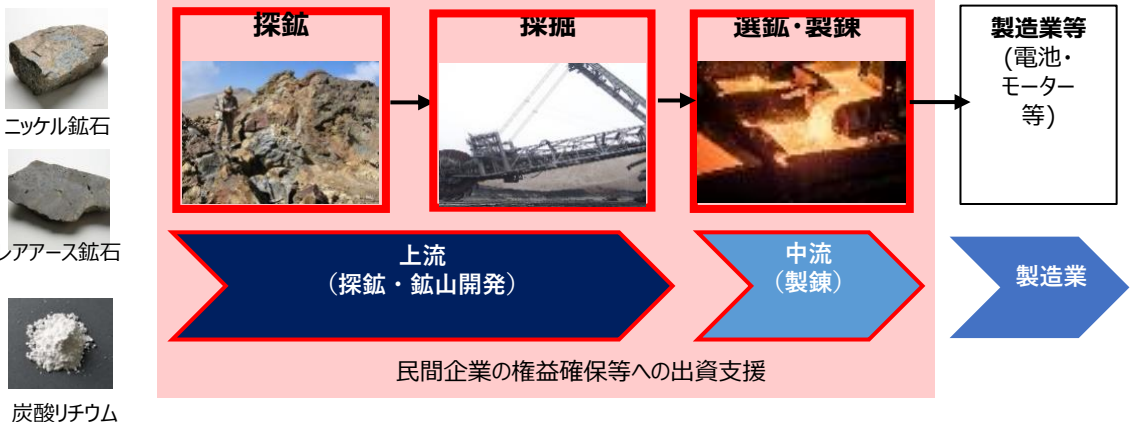 探鉱
採掘
選鉱・製錬
製造業等
(電池・
モーター
等)
ニッケル鉱石
レアアース鉱石
炭酸リチウム
上流
（探鉱・鉱山開発）
中流
（製錬）
製造業
民間企業の権益確保等への出資支援